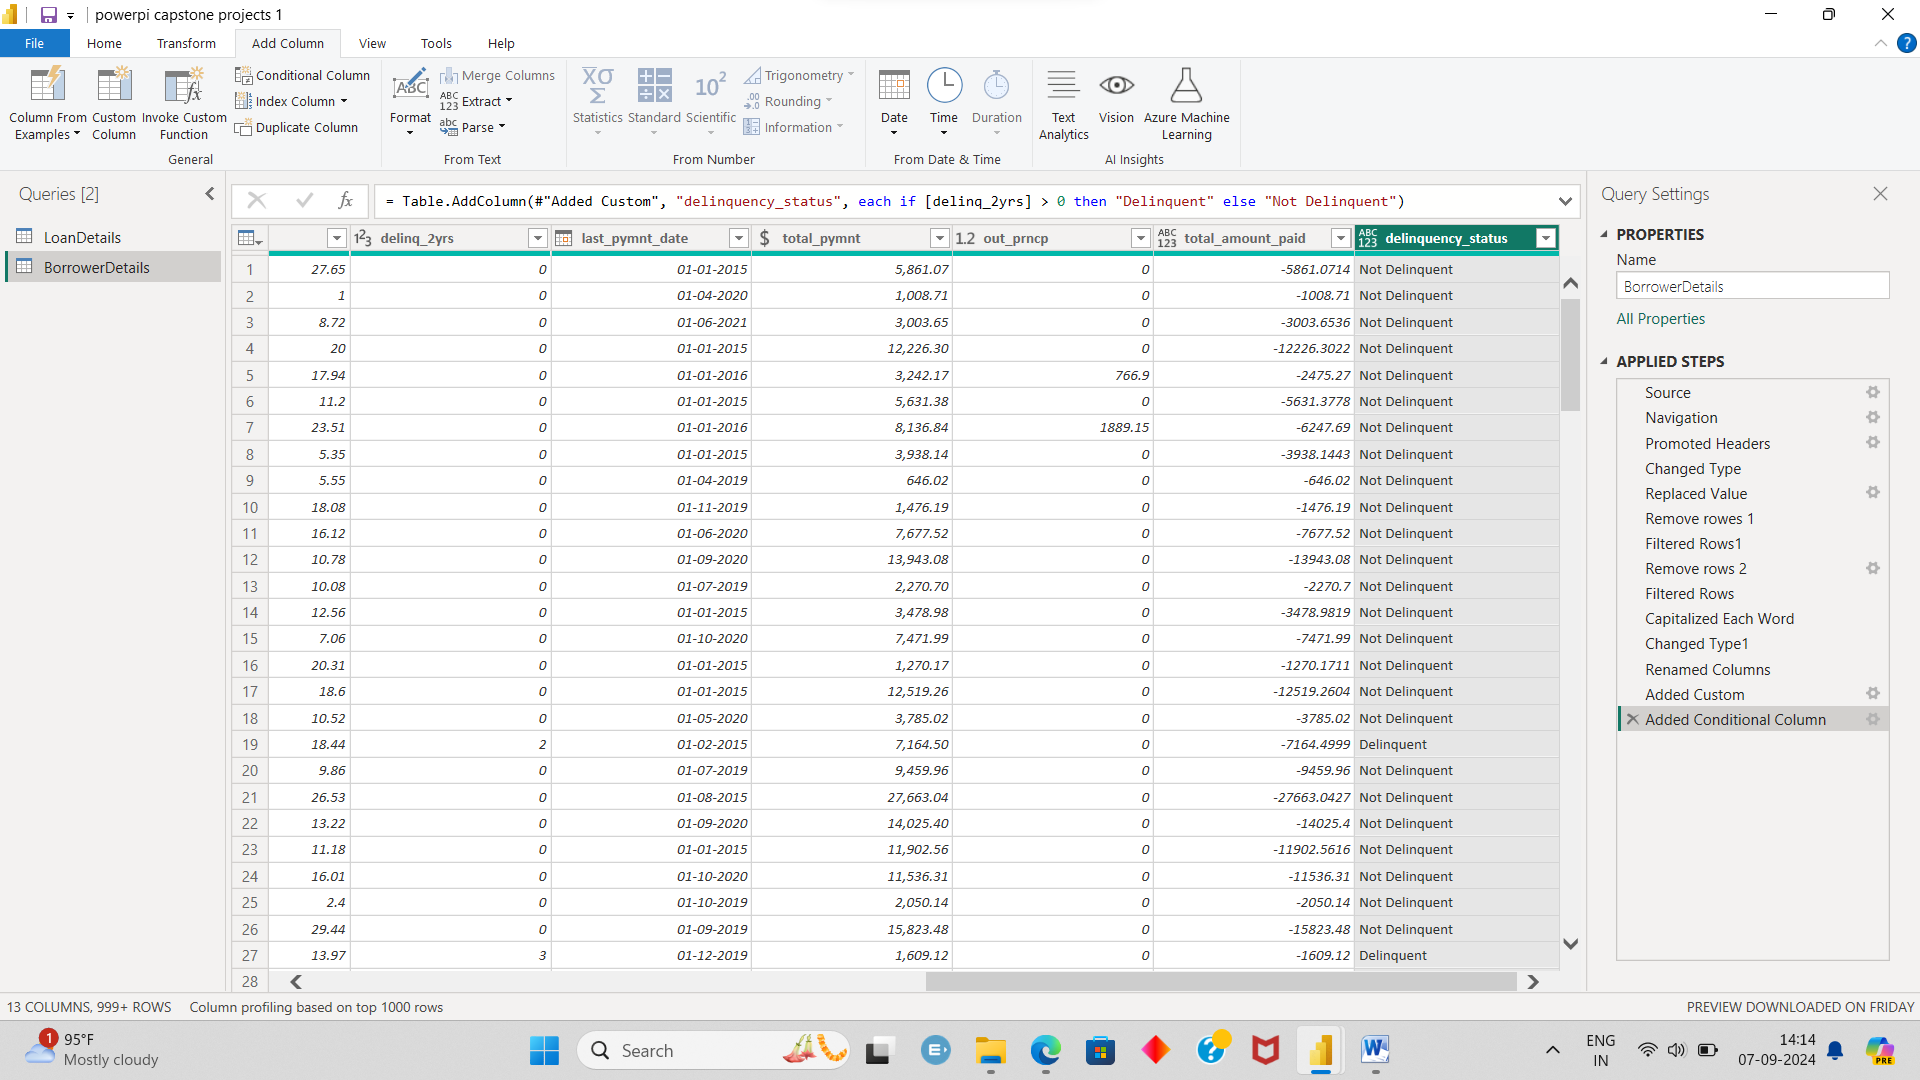 powerpi capstone projects 1
File Home Transform Add Column View Tools Help
Column From Examples
Custom Column
Invoke Custom Function
Conditional Column
Index Column
Duplicate Column
General
ABC
Format
Merge Columns
ABC 123 Extract
abc Parse
From Text
XΣ Statistics
Standard
10² Scientific
Trigonometry
.00 Rounding
Information
From Number
Date
Time
Duration
From Date & Time
Text Analytics
Vision
Azure Machine Learning
AI Insights
Queries [2]
LoanDetails
BorrowerDetails
fx = Table.AddColumn(#"Added Custom", "delinquency_status", each if [delinq_2yrs] > 0 then "Delinquent" else "Not Delinquent")
1²3 delinq_2yrs last_pymnt_date $ total_pymnt 1.2 out_prncp ABC 123 total_amount_paid ABC 123 delinquency_status
1 27.65 0 01-01-2015 5,861.07 0 -5861.0714 Not Delinquent
2 1 0 01-04-2020 1,008.71 0 -1008.71 Not Delinquent
3 8.72 0 01-06-2021 3,003.65 0 -3003.6536 Not Delinquent
4 20 0 01-01-2015 12,226.30 0 -12226.3022 Not Delinquent
5 17.94 0 01-01-2016 3,242.17 766.9 -2475.27 Not Delinquent
6 11.2 0 01-01-2015 5,631.38 0 -5631.3778 Not Delinquent
7 23.51 0 01-01-2016 8,136.84 1889.15 -6247.69 Not Delinquent
8 5.35 0 01-01-2015 3,938.14 0 -3938.1443 Not Delinquent
9 5.55 0 01-04-2019 646.02 0 -646.02 Not Delinquent
10 18.08 0 01-11-2019 1,476.19 0 -1476.19 Not Delinquent
11 16.12 0 01-06-2020 7,677.52 0 -7677.52 Not Delinquent
12 10.78 0 01-09-2020 13,943.08 0 -13943.08 Not Delinquent
13 10.08 0 01-07-2019 2,270.70 0 -2270.7 Not Delinquent
14 12.56 0 01-01-2015 3,478.98 0 -3478.9819 Not Delinquent
15 7.06 0 01-10-2020 7,471.99 0 -7471.99 Not Delinquent
16 20.31 0 01-01-2015 1,270.17 0 -1270.1711 Not Delinquent
17 18.6 0 01-01-2015 12,519.26 0 -12519.2604 Not Delinquent
18 10.52 0 01-05-2020 3,785.02 0 -3785.02 Not Delinquent
19 18.44 2 01-02-2015 7,164.50 0 -7164.4999 Delinquent
20 9.86 0 01-07-2019 9,459.96 0 -9459.96 Not Delinquent
21 26.53 0 01-08-2015 27,663.04 0 -27663.0427 Not Delinquent
22 13.22 0 01-09-2020 14,025.40 0 -14025.4 Not Delinquent
23 11.18 0 01-01-2015 11,902.56 0 -11902.5616 Not Delinquent
24 16.01 0 01-10-2020 11,536.31 0 -11536.31 Not Delinquent
25 2.4 0 01-10-2019 2,050.14 0 -2050.14 Not Delinquent
26 29.44 0 01-09-2019 15,823.48 0 -15823.48 Not Delinquent
27 13.97 3 01-12-2019 1,609.12 0 -1609.12 Delinquent
28
Query Settings
PROPERTIES
Name
BorrowerDetails
All Properties
APPLIED STEPS
Source
Navigation
Promoted Headers
Changed Type
Replaced Value
Remove rowes 1
Filtered Rows1
Remove rows 2
Filtered Rows
Capitalized Each Word
Changed Type1
Renamed Columns
Added Custom
Added Conditional Column
13 COLUMNS, 999+ ROWS Column profiling based on top 1000 rows
PREVIEW DOWNLOADED ON FRIDAY
1 95°F
Mostly cloudy
Search
ENG
IN
14:14
07-09-2024
PRE